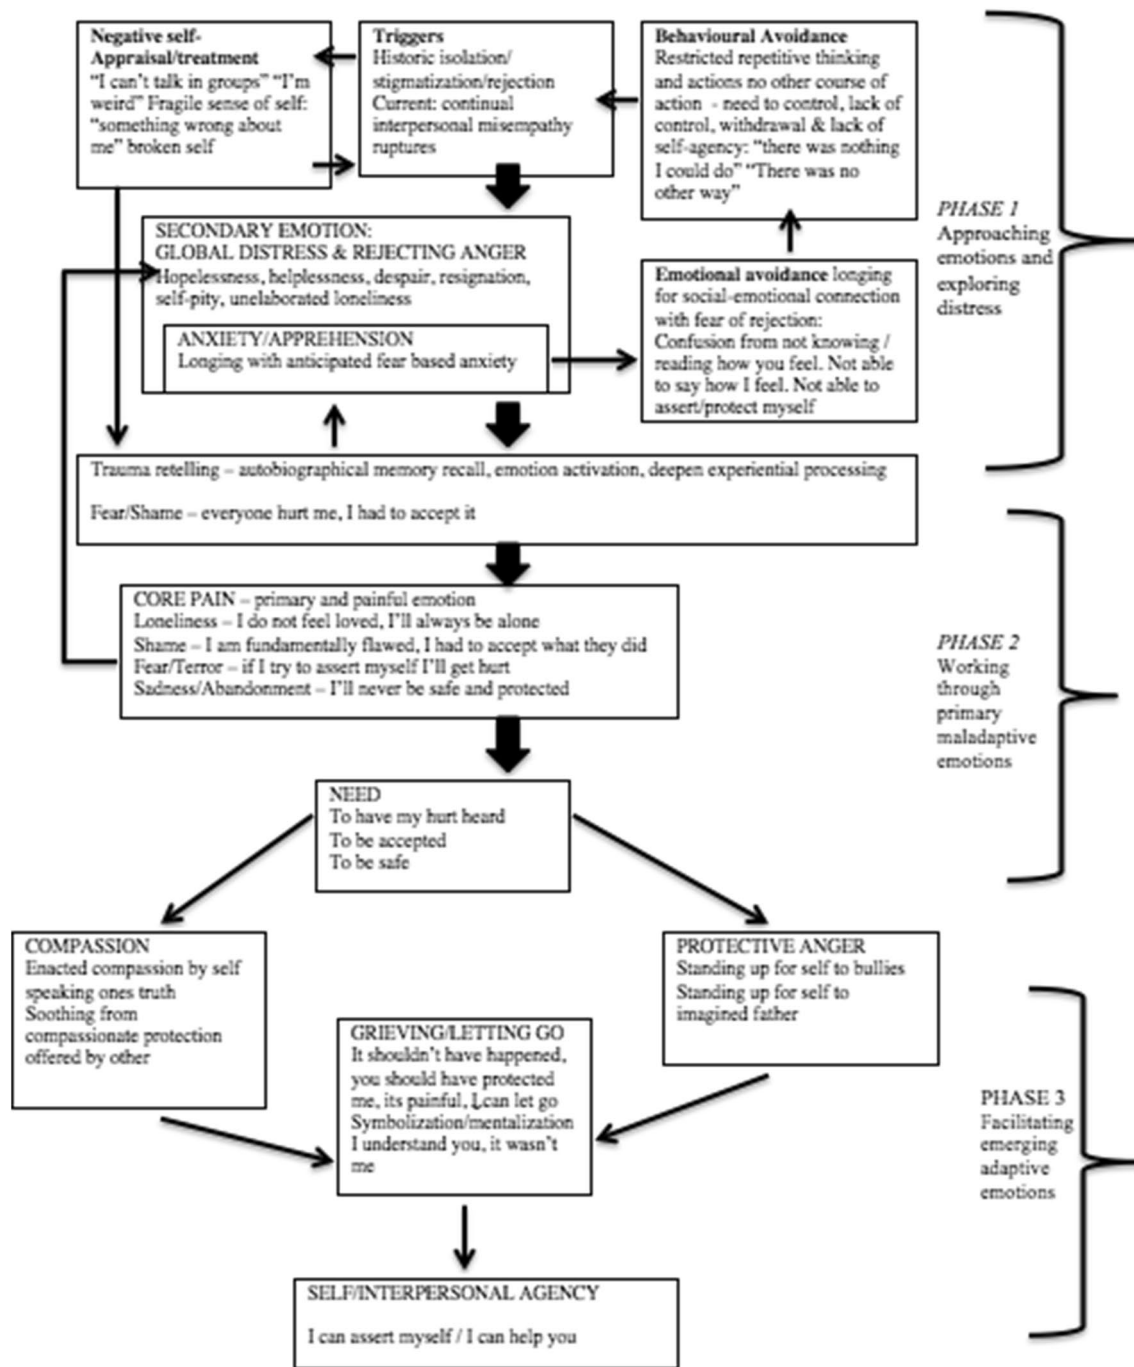 Negative self-
Appraisal/treatment
“I can’t talk in groups” “I’m
weird” Fragile sense of self:
“something wrong about
me” broken self
Triggers
Historic isolation/
stigmatization/rejection
Current: continual
interpersonal misempathy
ruptures
Behavioural Avoidance
Restricted repetitive thinking
and actions no other course of
action - need to control, lack of
control, withdrawal & lack of
self-agency: “there was nothing
I could do” “There was no
other way”
PHASE 1
Approaching
emotions and
exploring
distress
SECONDARY EMOTION:
GLOBAL DISTRESS & REJECTING ANGER
Hopelessness, helplessness, despair, resignation,
self-pity, unelaborated loneliness
ANXIETY/APPREHENSION
Longing with anticipated fear based anxiety
Emotional avoidance longing
for social-emotional connection
with fear of rejection:
Confusion from not knowing /
reading how you feel. Not able
to say how I feel. Not able to
assert/protect myself
Trauma retelling – autobiographical memory recall, emotion activation, deepen experiential processing
Fear/Shame – everyone hurt me, I had to accept it
CORE PAIN – primary and painful emotion
Loneliness – I do not feel loved, I’ll always be alone
Shame – I am fundamentally flawed, I had to accept what they did
Fear/Terror – if I try to assert myself I’ll get hurt
Sadness/Abandonment – I’ll never be safe and protected
PHASE 2
Working
through
primary
maladaptive
emotions
NEED
To have my hurt heard
To be accepted
To be safe
COMPASSION
Enacted compassion by self
speaking ones truth
Soothing from
compassionate protection
offered by other
PROTECTIVE ANGER
Standing up for self to bullies
Standing up for self to
imagined father
GRIEVING/LETTING GO
It shouldn’t have happened,
you should have protected
me, its painful, I can let go
Symbolization/mentalization
I understand you, it wasn’t
me
PHASE 3
Facilitating
emerging
adaptive
emotions
SELF/INTERPERSONAL AGENCY
I can assert myself / I can help you